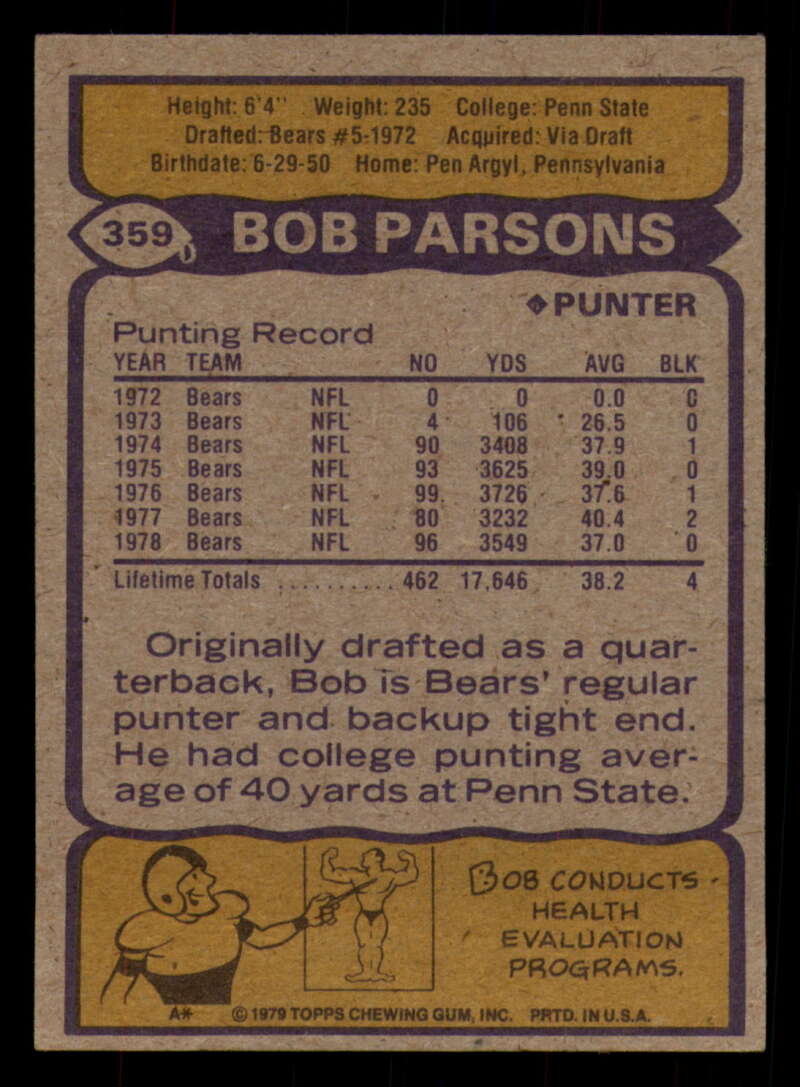 Height: 6'4" Weight: 235 College: Penn State
Drafted: Bears #5-1972 Acquired: Via Draft
Birthdate: 6-29-50 Home: Pen Argyl, Pennsylvania
359 BOB PARSONS
PUNTER
Punting Record
YEAR TEAM NO YDS AVG BLK
1972 Bears NFL 0 0 0.0 0
1973 Bears NFL 4 106 26.5 0
1974 Bears NFL 90 3408 37.9 1
1975 Bears NFL 93 3625 39.0 0
1976 Bears NFL 99 3726 37.6 1
1977 Bears NFL 80 3232 40.4 2
1978 Bears NFL 96 3549 37.0 0
Lifetime Totals .......... 462 17,646 38.2 4
Originally drafted as a quar-
terback, Bob is Bears' regular
punter and backup tight end.
He had college punting aver-
age of 40 yards at Penn State.
BOB CONDUCTS
HEALTH
EVALUATION
PROGRAMS.
A* © 1979 TOPPS CHEWING GUM, INC. PRTD. IN U.S.A.